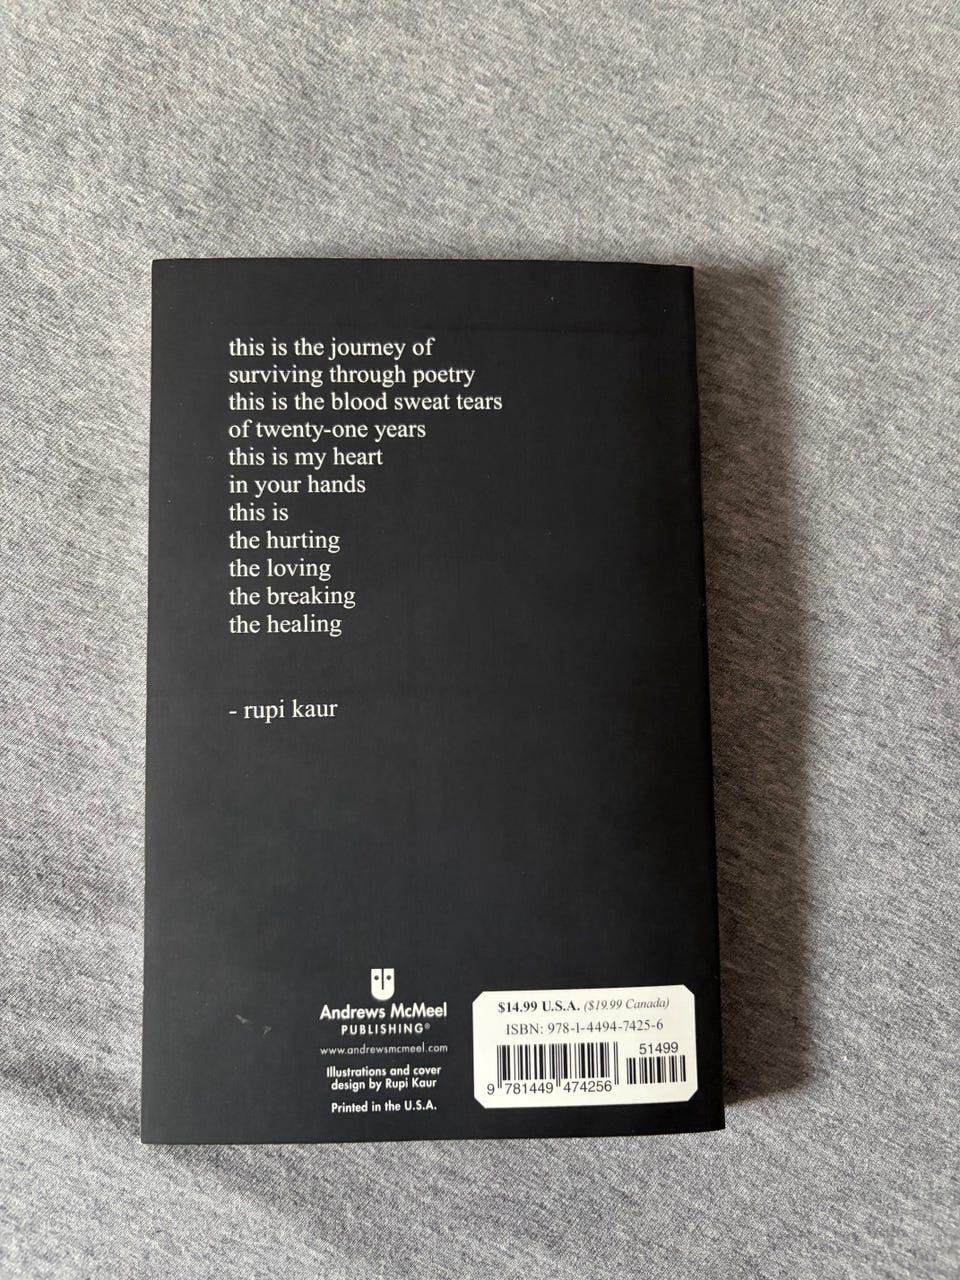 this is the journey of
surviving through poetry
this is the blood sweat tears
of twenty-one years
this is my heart
in your hands
this is
the hurting
the loving
the breaking
the healing
- rupi kaur
Andrews McMeel
PUBLISHING®
www.andrewsmcmeel.com
Illustrations and cover
design by Rupi Kaur
Printed in the U.S.A.
$14.99 U.S.A. ($19.99 Canada)
ISBN: 978-1-4494-7425-6
51499
9 781449 474256